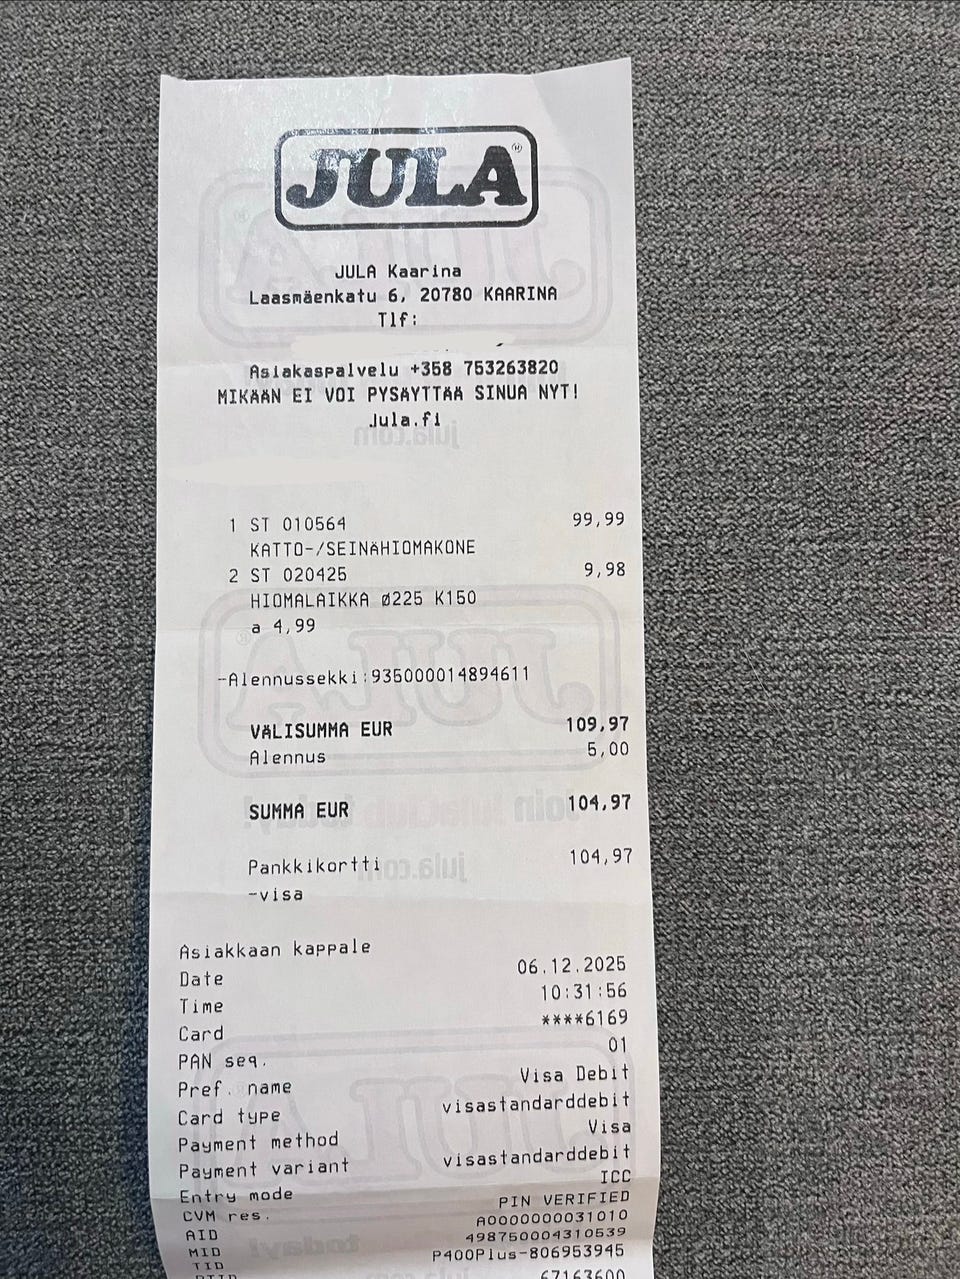 JULA®
JULA Kaarina
Laasmäenkatu 6, 20780 KAARINA
Tlf:
Asiakaspalvelu +358 753263820
MIKÄÄN EI VOI PYSÄYTTÄÄ SINUA NYT!
Jula.fi
1 ST 010564 99,99
KATTO-/SEINÄHIOMAKONE
2 ST 020425 9,98
HIOMALAIKKA Ø225 K150
a 4,99
-Alennussekki:935000014894611
VÄLISUMMA EUR 109,97
Alennus 5,00
SUMMA EUR 104,97
Pankkikortti 104,97
-visa
Asiakkaan kappale
Date 06.12.2025
Time 10:31:56
Card ****6169
PAN seq. 01
Pref. name Visa Debit
Card type visastandarddebit
Payment method Visa
Payment variant visastandarddebit
Entry mode ICC
CVM res. PIN VERIFIED
AID A0000000031010
MID 498750004310539
TID P400Plus-806953945
67163600